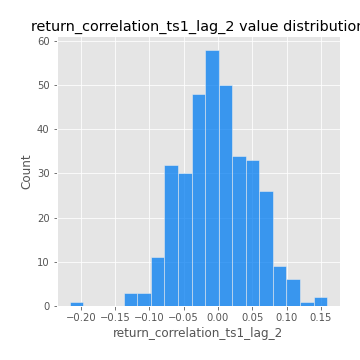 return_correlation_ts1_lag_2 value distribution
60
50
40
30
20
10
0
Count
−0.20 −0.15 −0.10 −0.05 0.00 0.05 0.10 0.15
return_correlation_ts1_lag_2